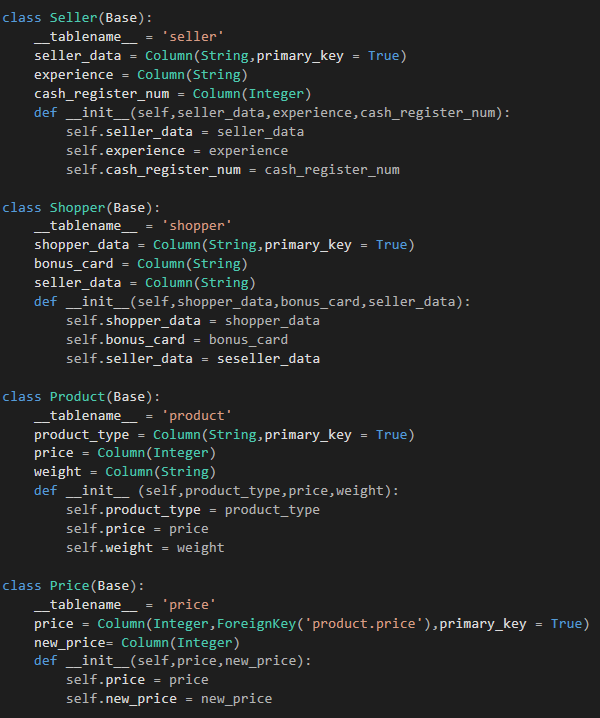 class Seller(Base):
    __tablename__ = 'seller'
    seller_data = Column(String,primary_key = True)
    experience = Column(String)
    cash_register_num = Column(Integer)
    def __init__(self,seller_data,experience,cash_register_num):
        self.seller_data = seller_data
        self.experience = experience
        self.cash_register_num = cash_register_num

class Shopper(Base):
    __tablename__ = 'shopper'
    shopper_data = Column(String,primary_key = True)
    bonus_card = Column(String)
    seller_data = Column(String)
    def __init__(self,shopper_data,bonus_card,seller_data):
        self.shopper_data = shopper_data
        self.bonus_card = bonus_card
        self.seller_data = seseller_data

class Product(Base):
    __tablename__ = 'product'
    product_type = Column(String,primary_key = True)
    price = Column(Integer)
    weight = Column(String)
    def __init__ (self,product_type,price,weight):
        self.product_type = product_type
        self.price = price
        self.weight = weight

class Price(Base):
    __tablename__ = 'price'
    price = Column(Integer,ForeignKey('product.price'),primary_key = True)
    new_price= Column(Integer)
    def __init__(self,price,new_price):
        self.price = price
        self.new_price = new_price